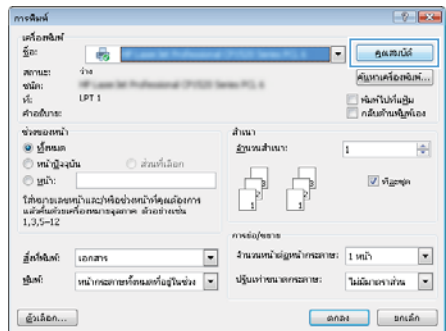 การพิมพ์
เครื่องพิมพ์
ชื่อ:
คุณสมบัติ
สถานะ: ว่าง
ค้นหาเครื่องพิมพ์...
ชนิด: HP Laser Jet Professional CP1520 Series PCL 6
ที่: LPT 1
พิมพ์ไปที่แฟ้ม
คำอธิบาย:
กลับด้านพิมพ์เอง
ช่วงของหน้า
ทั้งหมด
หน้าปัจจุบัน ส่วนที่เลือก
หน้า:
ใส่หมายเลขหน้าและ/หรือช่วงหน้าที่คุณต้องการ
แล้วคั่นด้วยเครื่องหมายจุลภาค ตัวอย่างเช่น
1,3,5–12
สำเนา
จำนวนสำเนา: 1
ทีละชุด
สิ่งที่พิมพ์: เอกสาร
พิมพ์: หน้ากระดาษทั้งหมดที่อยู่ในช่วง
การย่อ/ขยาย
จำนวนหน้าต่อหน้ากระดาษ: 1 หน้า
ปรับเท่าขนาดกระดาษ: ไม่มีมาตราส่วน
ตัวเลือก...
ตกลง
ยกเลิก